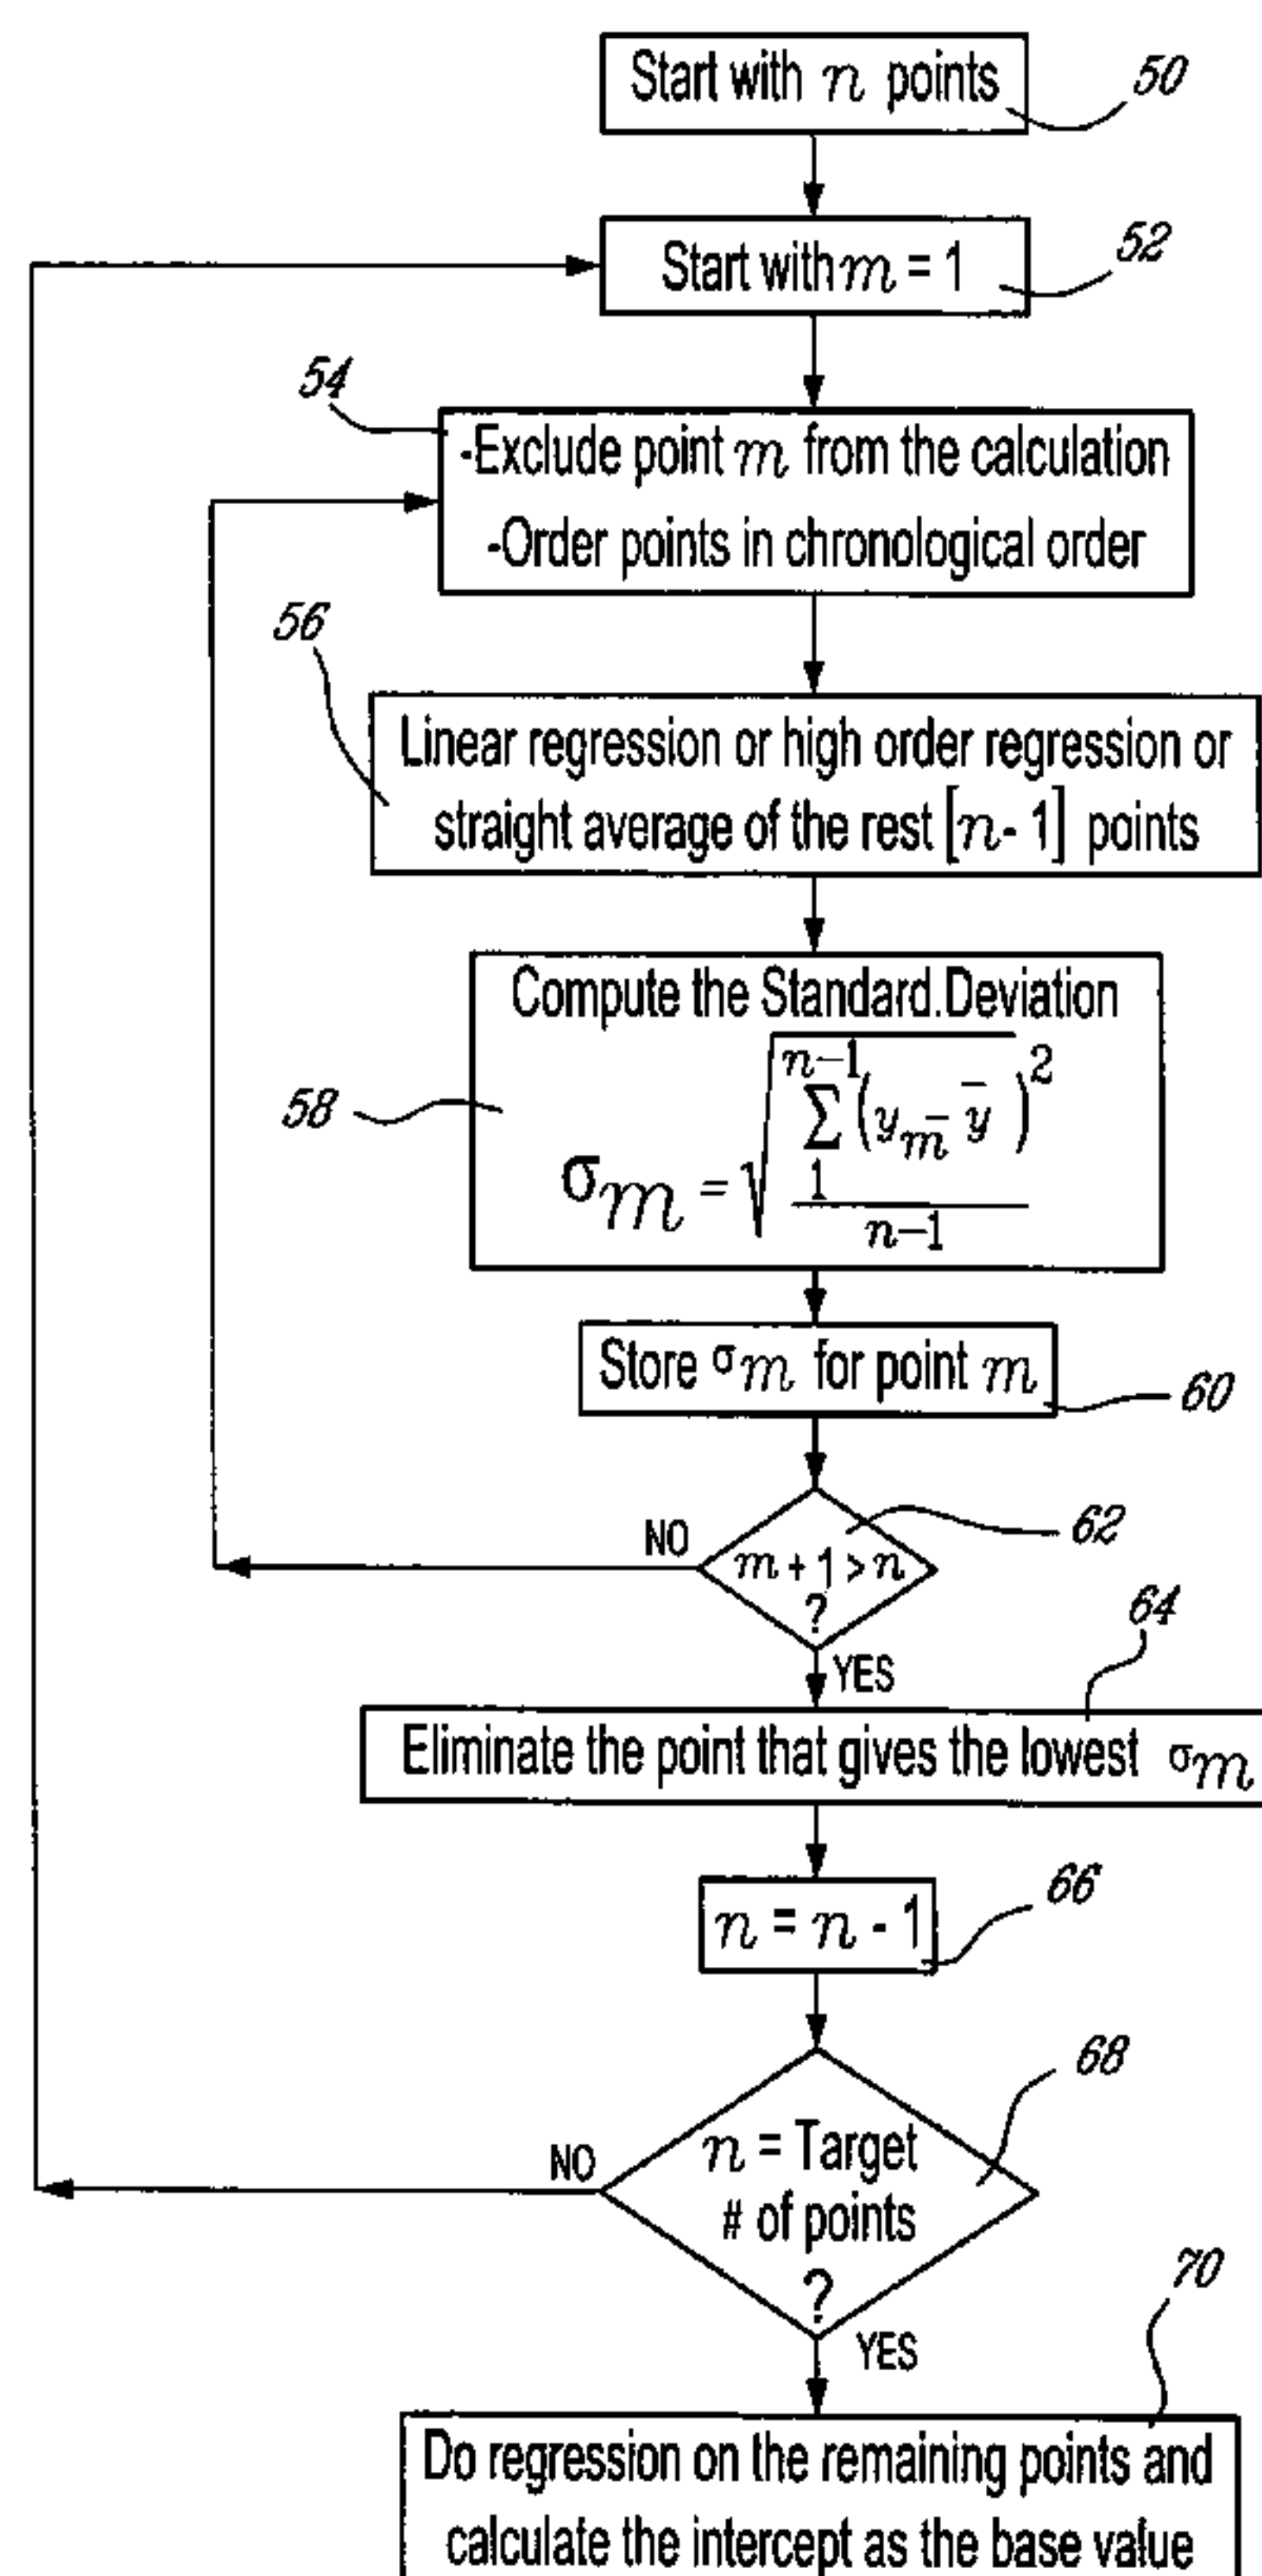 Start with n points
50
Start with m = 1
52
54
-Exclude point m from the calculation
-Order points in chronological order
56
Linear regression or high order regression or
straight average of the rest [n- 1] points
Compute the Standard.Deviation
58
σm = √(∑ 1 n-1 (ym - y̅)2 / n-1)
Store σm for point m
60
62
NO
m + 1 > n
?
YES
64
Eliminate the point that gives the lowest σm
66
n = n - 1
68
NO
n = Target
# of points
?
YES
70
Do regression on the remaining points and
calculate the intercept as the base value